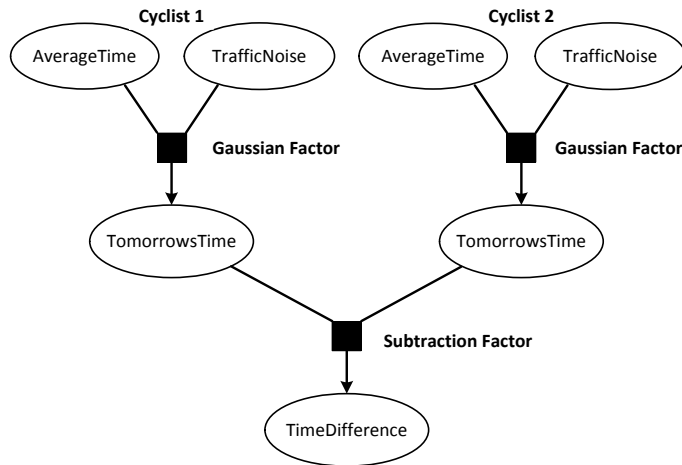 Cyclist 1
Cyclist 2
AverageTime
TrafficNoise
AverageTime
TrafficNoise
Gaussian Factor
Gaussian Factor
TomorrowsTime
TomorrowsTime
Subtraction Factor
TimeDifference